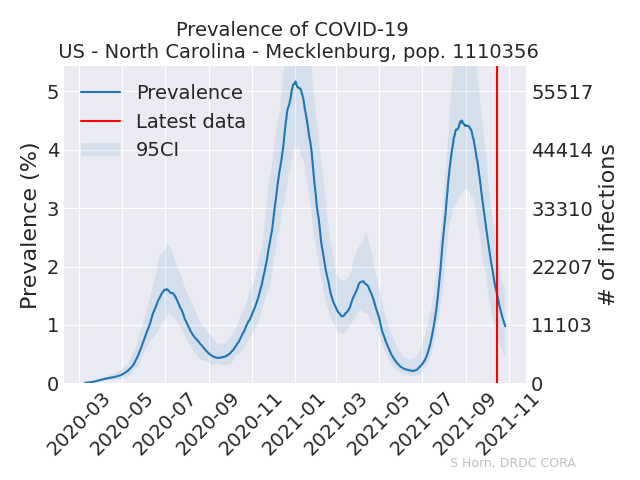 Prevalence of COVID-19
US - North Carolina - Mecklenburg, pop. 1110356
Prevalence
Latest data
95CI
Prevalence (%)
5
4
3
2
1
0
# of infections
55517
44414
33310
22207
11103
0
2020-03
2020-05
2020-07
2020-09
2020-11
2021-01
2021-03
2021-05
2021-07
2021-09
2021-11
S Horn, DRDC CORA